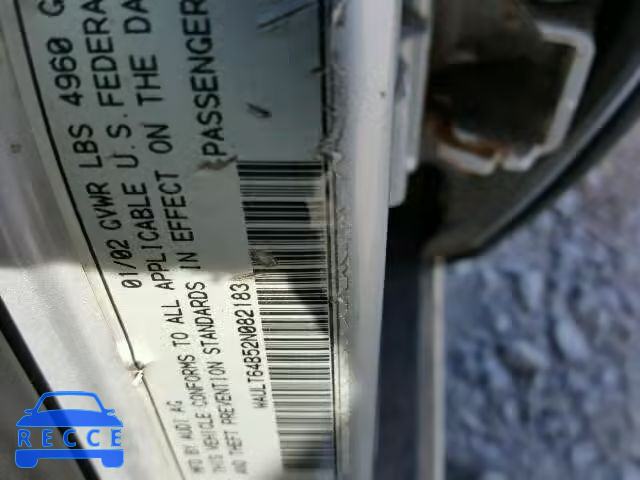 MFD BY AUDI AG
01/02 GVWR LBS 4960 G
THIS VEHICLE CONFORMS TO ALL APPLICABLE U.S. FEDERA
AND THEFT PREVENTION STANDARDS IN EFFECT ON THE DA
WAULT64B52N082183
PASSENGER
RECCE